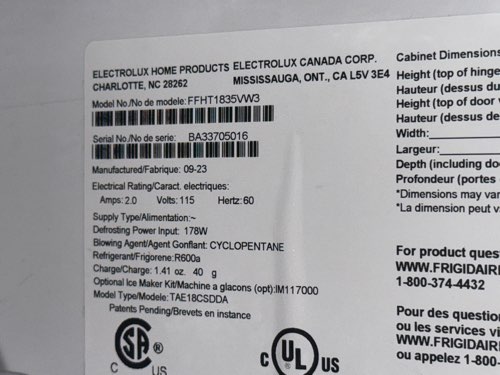 ELECTROLUX HOME PRODUCTS
CHARLOTTE, NC 28262
ELECTROLUX CANADA CORP.
MISSISSAUGA, ONT., CA L5V 3E4
Model No./No de modele: FFHT1835VW3
Serial No./No de serie: BA33705016
Manufactured/Fabrique: 09-23
Electrical Rating/Caract. electriques:
Amps: 2.0 Volts: 115 Hertz: 60
Supply Type/Alimentation:~
Defrosting Power Input: 178W
Blowing Agent/Agent Gonflant: CYCLOPENTANE
Refrigerant/Frigorene: R600a
Charge/Charge: 1.41 oz. 40 g
Optional Ice Maker Kit/Machine a glacons (opt):IM117000
Model Type/Modele Type: TAE18CSDDA
Patents Pending/Brevets en instance
SA ®
C US
C UL ® US
Cabinet Dimensions
Height (top of hinge
Hauteur (dessus du
Height (top of door
Hauteur (dessus de
Width:
Largeur:
Depth (including do
Profondeur (portes
*Dimensions may var
*La dimension peut v
For product ques
WWW.FRIGIDAIRE
1-800-374-4432
Pour des question
ou les services vi
WWW.FRIGIDAIRE
ou appelez 1-80